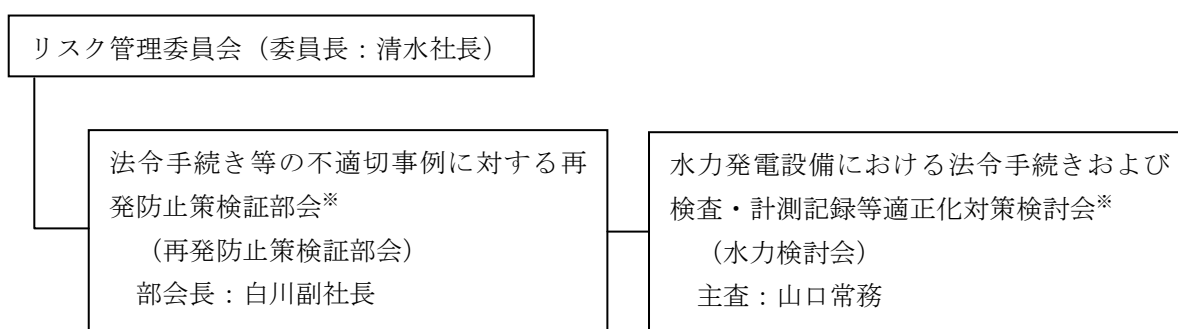 リスク管理委員会（委員長：清水社長）
法令手続き等の不適切事例に対する再
発防止策検証部会※
（再発防止策検証部会）
部会長：白川副社長
水力発電設備における法令手続きおよび
検査・計測記録等適正化対策検討会※
（水力検討会）
主査：山口常務